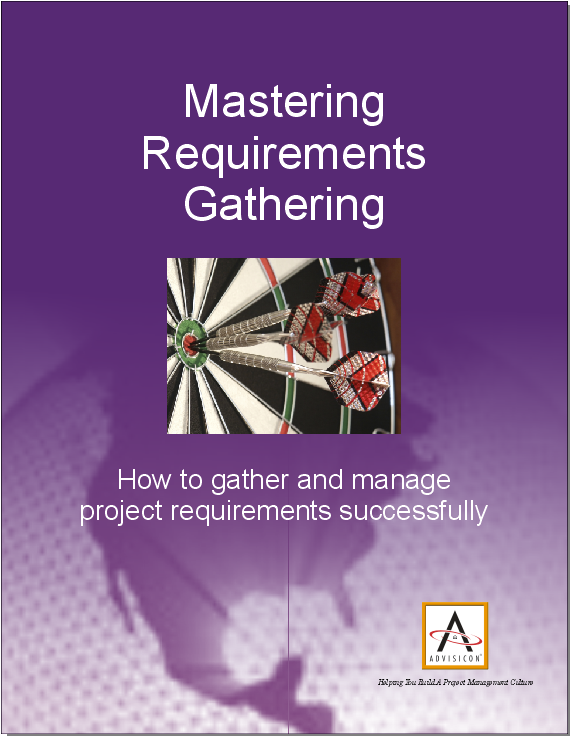 Mastering
Requirements
Gathering
How to gather and manage
project requirements successfully
ADVISICON
Helping You Build A Project Management Culture